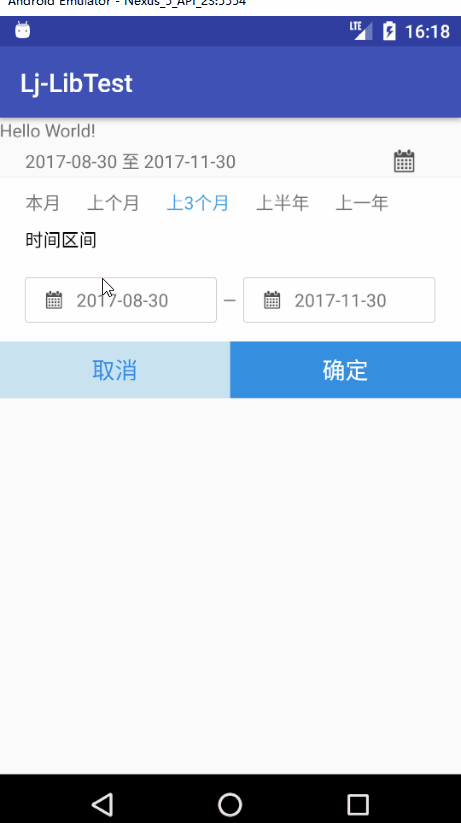 Android Emulator - Nexus_5_API_23:5554
LTE 16:18
Lj-LibTest
Hello World!
2017-08-30 至 2017-11-30
本月 上个月 上3个月 上半年 上一年
时间区间
2017-08-30 — 2017-11-30
取消 确定